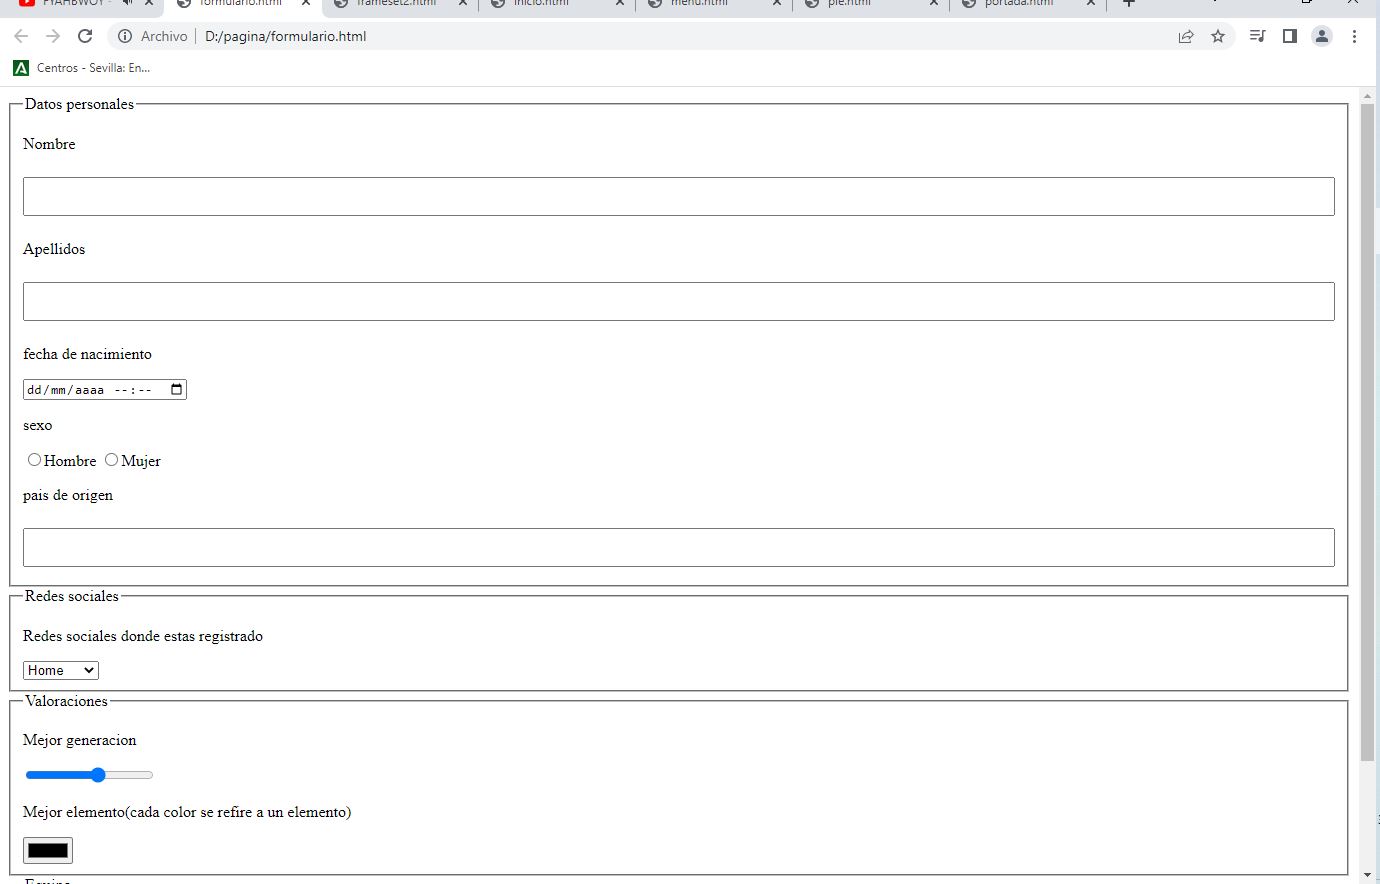 FYAHBWOY -
formulario.html
frameset2.html
inicio.html
menu.html
pie.html
portada.html
Archivo
D:/pagina/formulario.html
Centros - Sevilla: En...
Datos personales
Nombre
Apellidos
fecha de nacimiento
dd/mm/aaaa --:--
sexo
Hombre
Mujer
pais de origen
Redes sociales
Redes sociales donde estas registrado
Home
Valoraciones
Mejor generacion
Mejor elemento(cada color se refire a un elemento)